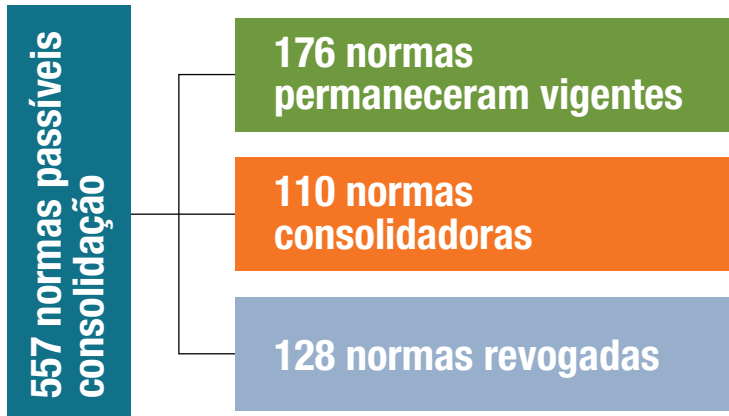 557 normas passíveis
consolidação
176 normas
permaneceram vigentes
110 normas
consolidadoras
128 normas revogadas